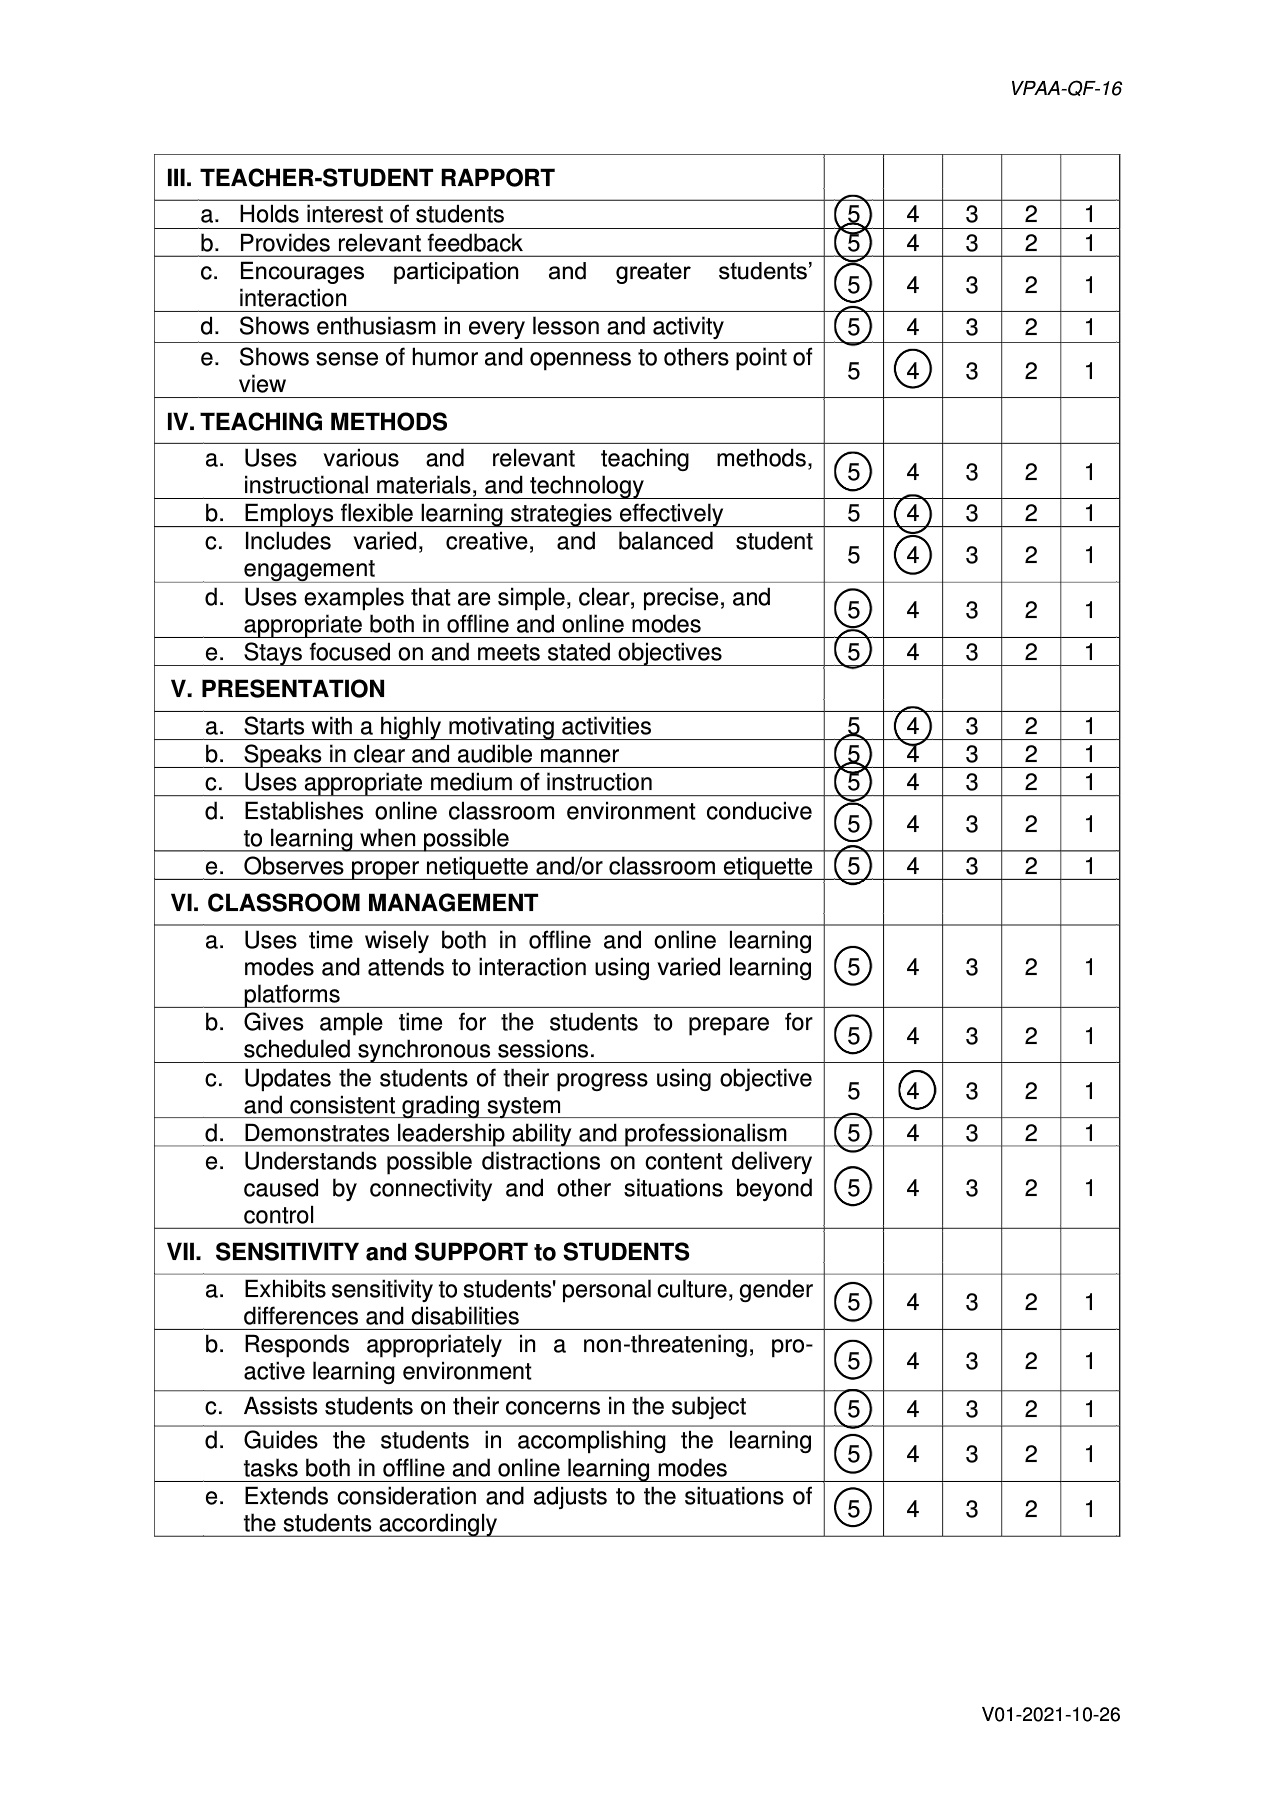 VPAA-QF-16
III. TEACHER-STUDENT RAPPORT
a. Holds interest of students 5 4 3 2 1
b. Provides relevant feedback 5 4 3 2 1
c. Encourages participation and greater students'
interaction 5 4 3 2 1
d. Shows enthusiasm in every lesson and activity 5 4 3 2 1
e. Shows sense of humor and openness to others point of
view 5 4 3 2 1
IV. TEACHING METHODS
a. Uses various and relevant teaching methods,
instructional materials, and technology 5 4 3 2 1
b. Employs flexible learning strategies effectively 5 4 3 2 1
c. Includes varied, creative, and balanced student
engagement 5 4 3 2 1
d. Uses examples that are simple, clear, precise, and
appropriate both in offline and online modes 5 4 3 2 1
e. Stays focused on and meets stated objectives 5 4 3 2 1
V. PRESENTATION
a. Starts with a highly motivating activities 5 4 3 2 1
b. Speaks in clear and audible manner 5 4 3 2 1
c. Uses appropriate medium of instruction 5 4 3 2 1
d. Establishes online classroom environment conducive
to learning when possible 5 4 3 2 1
e. Observes proper netiquette and/or classroom etiquette 5 4 3 2 1
VI. CLASSROOM MANAGEMENT
a. Uses time wisely both in offline and online learning
modes and attends to interaction using varied learning 5 4 3 2 1
platforms
b. Gives ample time for the students to prepare for
scheduled synchronous sessions. 5 4 3 2 1
c. Updates the students of their progress using objective
and consistent grading system 5 4 3 2 1
d. Demonstrates leadership ability and professionalism 5 4 3 2 1
e. Understands possible distractions on content delivery
caused by connectivity and other situations beyond 5 4 3 2 1
control
VII. SENSITIVITY and SUPPORT to STUDENTS
a. Exhibits sensitivity to students' personal culture, gender
differences and disabilities 5 4 3 2 1
b. Responds appropriately in a non-threatening, pro-
active learning environment 5 4 3 2 1
c. Assists students on their concerns in the subject 5 4 3 2 1
d. Guides the students in accomplishing the learning
tasks both in offline and online learning modes 5 4 3 2 1
e. Extends consideration and adjusts to the situations of
the students accordingly 5 4 3 2 1
V01-2021-10-26